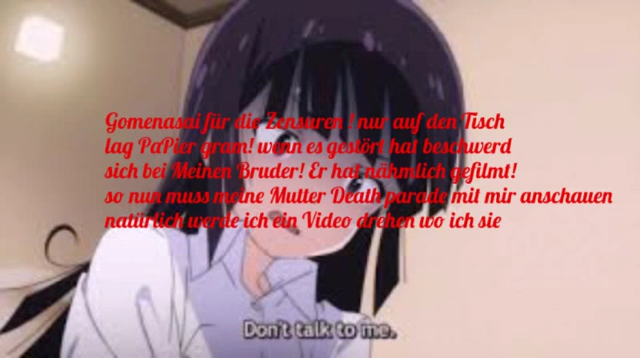 Gomenasai für die Zensuren ! nur auf den Tisch
lag PaPier gram! wenn es gestört hat beschwerd
sich bei Meinen Bruder! Er hat nähmlich gefilmt!
so nun muss meine Mutter Death parade mit mir anschauen
natürlich werde ich ein Video drehen wo ich sie
Don't talk to me.